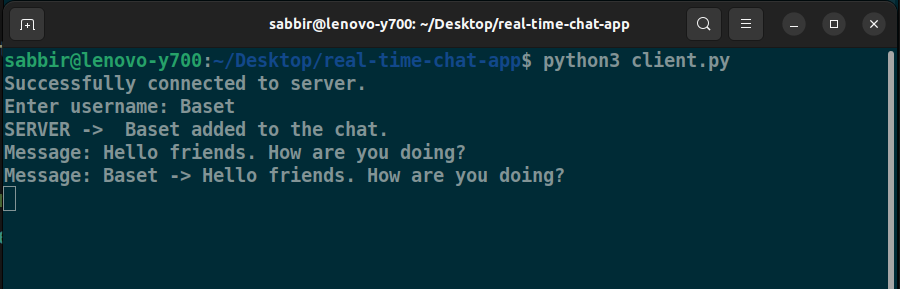 sabbir@lenovo-y700: ~/Desktop/real-time-chat-app
sabbir@lenovo-y700:~/Desktop/real-time-chat-app$ python3 client.py
Successfully connected to server.
Enter username: Baset
SERVER ->  Baset added to the chat.
Message: Hello friends. How are you doing?
Message: Baset -> Hello friends. How are you doing?